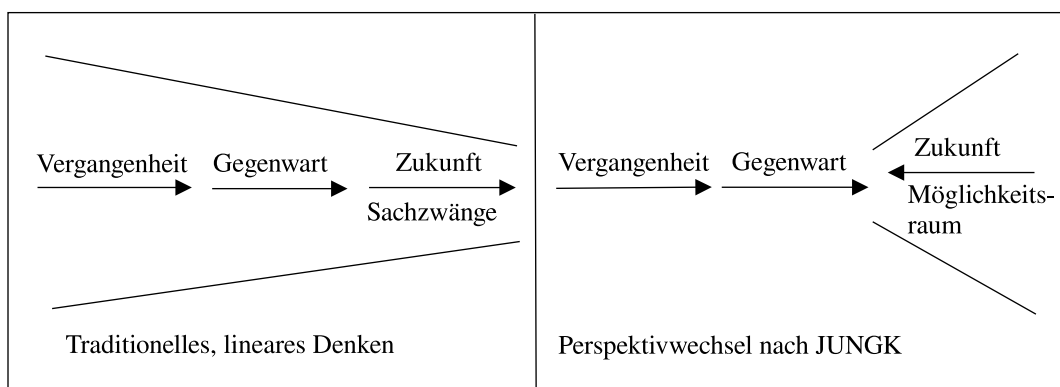 Vergangenheit
Gegenwart
Zukunft
Sachzwänge
Traditionelles, lineares Denken
Vergangenheit
Gegenwart
Zukunft
Möglichkeits-
raum
Perspektivwechsel nach JUNGK